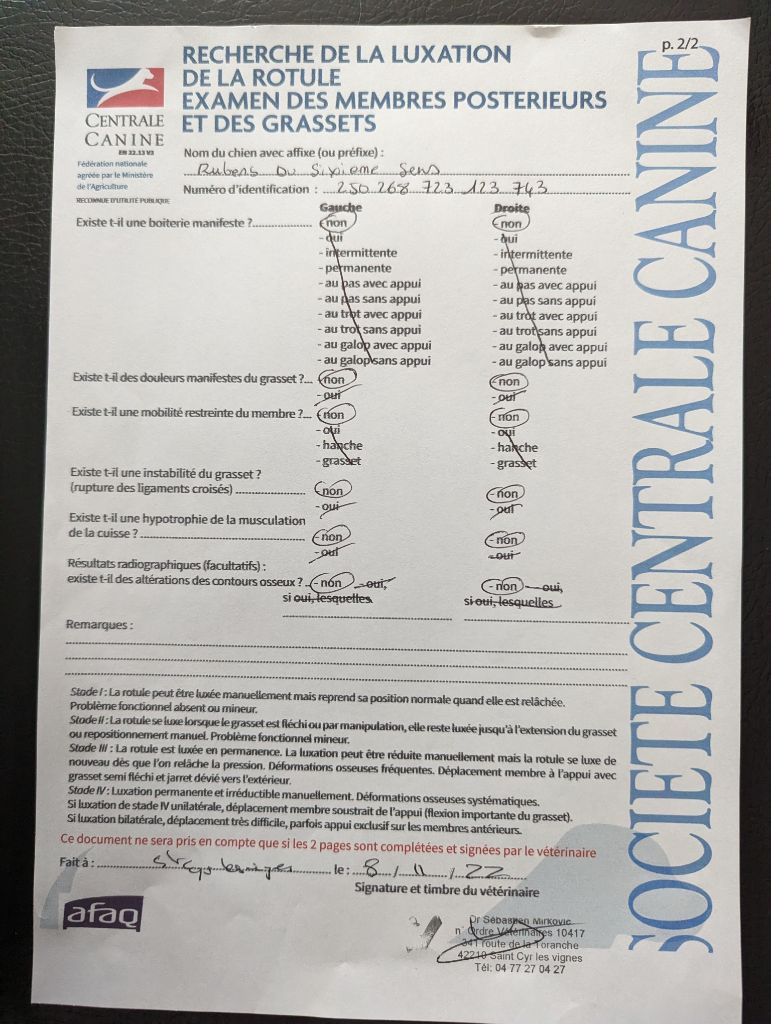 p. 2/2
RECHERCHE DE LA LUXATION
DE LA ROTULE
EXAMEN DES MEMBRES POSTERIEURS
ET DES GRASSETS
CENTRALE
CANINE
EN 22.13 V2
Fédération nationale
agréée par le Ministère
de l'Agriculture
RECONNUE D'UTILITÉ PUBLIQUE
Nom du chien avec affixe (ou préfixe) :
Rubens Du Sixieme Sens
Numéro d'identification : 250 268 723 123 743
Gauche Droite
Existe t-il une boiterie manifeste ? - non - non
- oui - oui
- intermittente - intermittente
- permanente - permanente
- au pas avec appui - au pas avec appui
- au pas sans appui - au pas sans appui
- au trot avec appui - au trot avec appui
- au trot sans appui - au trot sans appui
- au galop avec appui - au galop avec appui
- au galop sans appui - au galop sans appui
Existe t-il des douleurs manifestes du grasset ?... - non - non
- oui - oui
Existe t-il une mobilité restreinte du membre ?... - non - non
- oui - oui
- hanche - hanche
- grasset - grasset
Existe t-il une instabilité du grasset ?
(rupture des ligaments croisés) - non - non
- oui - oui
Existe t-il une hypotrophie de la musculation
de la cuisse ? - non - non
- oui - oui
Résultats radiographiques (facultatifs) :
existe t-il des altérations des contours osseux ? - non - oui, - non - oui,
si oui, lesquelles si oui, lesquelles
Remarques :
Stade I : La rotule peut être luxée manuellement mais reprend sa position normale quand elle est relâchée.
Problème fonctionnel absent ou mineur.
Stade II : La rotule se luxe lorsque le grasset est fléchi ou par manipulation, elle reste luxée jusqu'à l'extension du grasset
ou repositionnement manuel. Problème fonctionnel mineur.
Stade III : La rotule est luxée en permanence. La luxation peut être réduite manuellement mais la rotule se luxe de
nouveau dès que l'on relâche la pression. Déformations osseuses fréquentes. Déplacement membre à l'appui avec
grasset semi fléchi et jarret dévié vers l'extérieur.
Stade IV : Luxation permanente et irréductible manuellement. Déformations osseuses systématiques.
Si luxation de stade IV unilatérale, déplacement membre soustrait de l'appui (flexion importante du grasset).
Si luxation bilatérale, déplacement très difficile, parfois appui exclusif sur les membres antérieurs.
Ce document ne sera pris en compte que si les 2 pages sont complétées et signées par le vétérinaire
Fait à : St Cyr les vignes le : 8 / 11 / 22
Signature et timbre du vétérinaire
afaq
Dr Sébastien Mirkovic
n° Ordre Vétérinaires 10417
341 route de la Toranche
42210 Saint Cyr les vignes
Tél: 04 77 27 04 27
SOCIETE CENTRALE CANINE